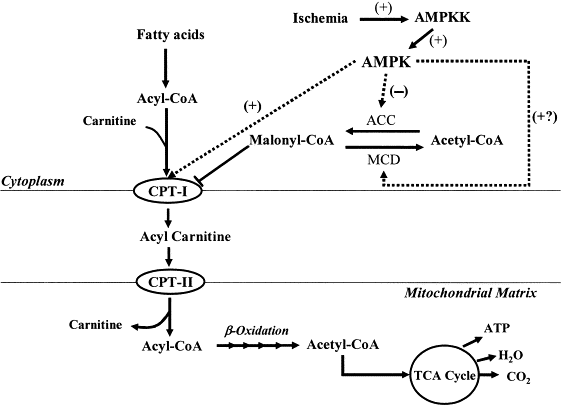 Ischemia (+) AMPKK
(+)
Fatty acids
AMPK
(–)
Acyl-CoA
(+)
Carnitine
ACC
(+?)
Malonyl-CoA
Acetyl-CoA
MCD
Cytoplasm
CPT-I
Acyl Carnitine
CPT-II
Mitochondrial Matrix
Carnitine
β-Oxidation
ATP
Acyl-CoA
Acetyl-CoA
H₂O
TCA Cycle
CO₂